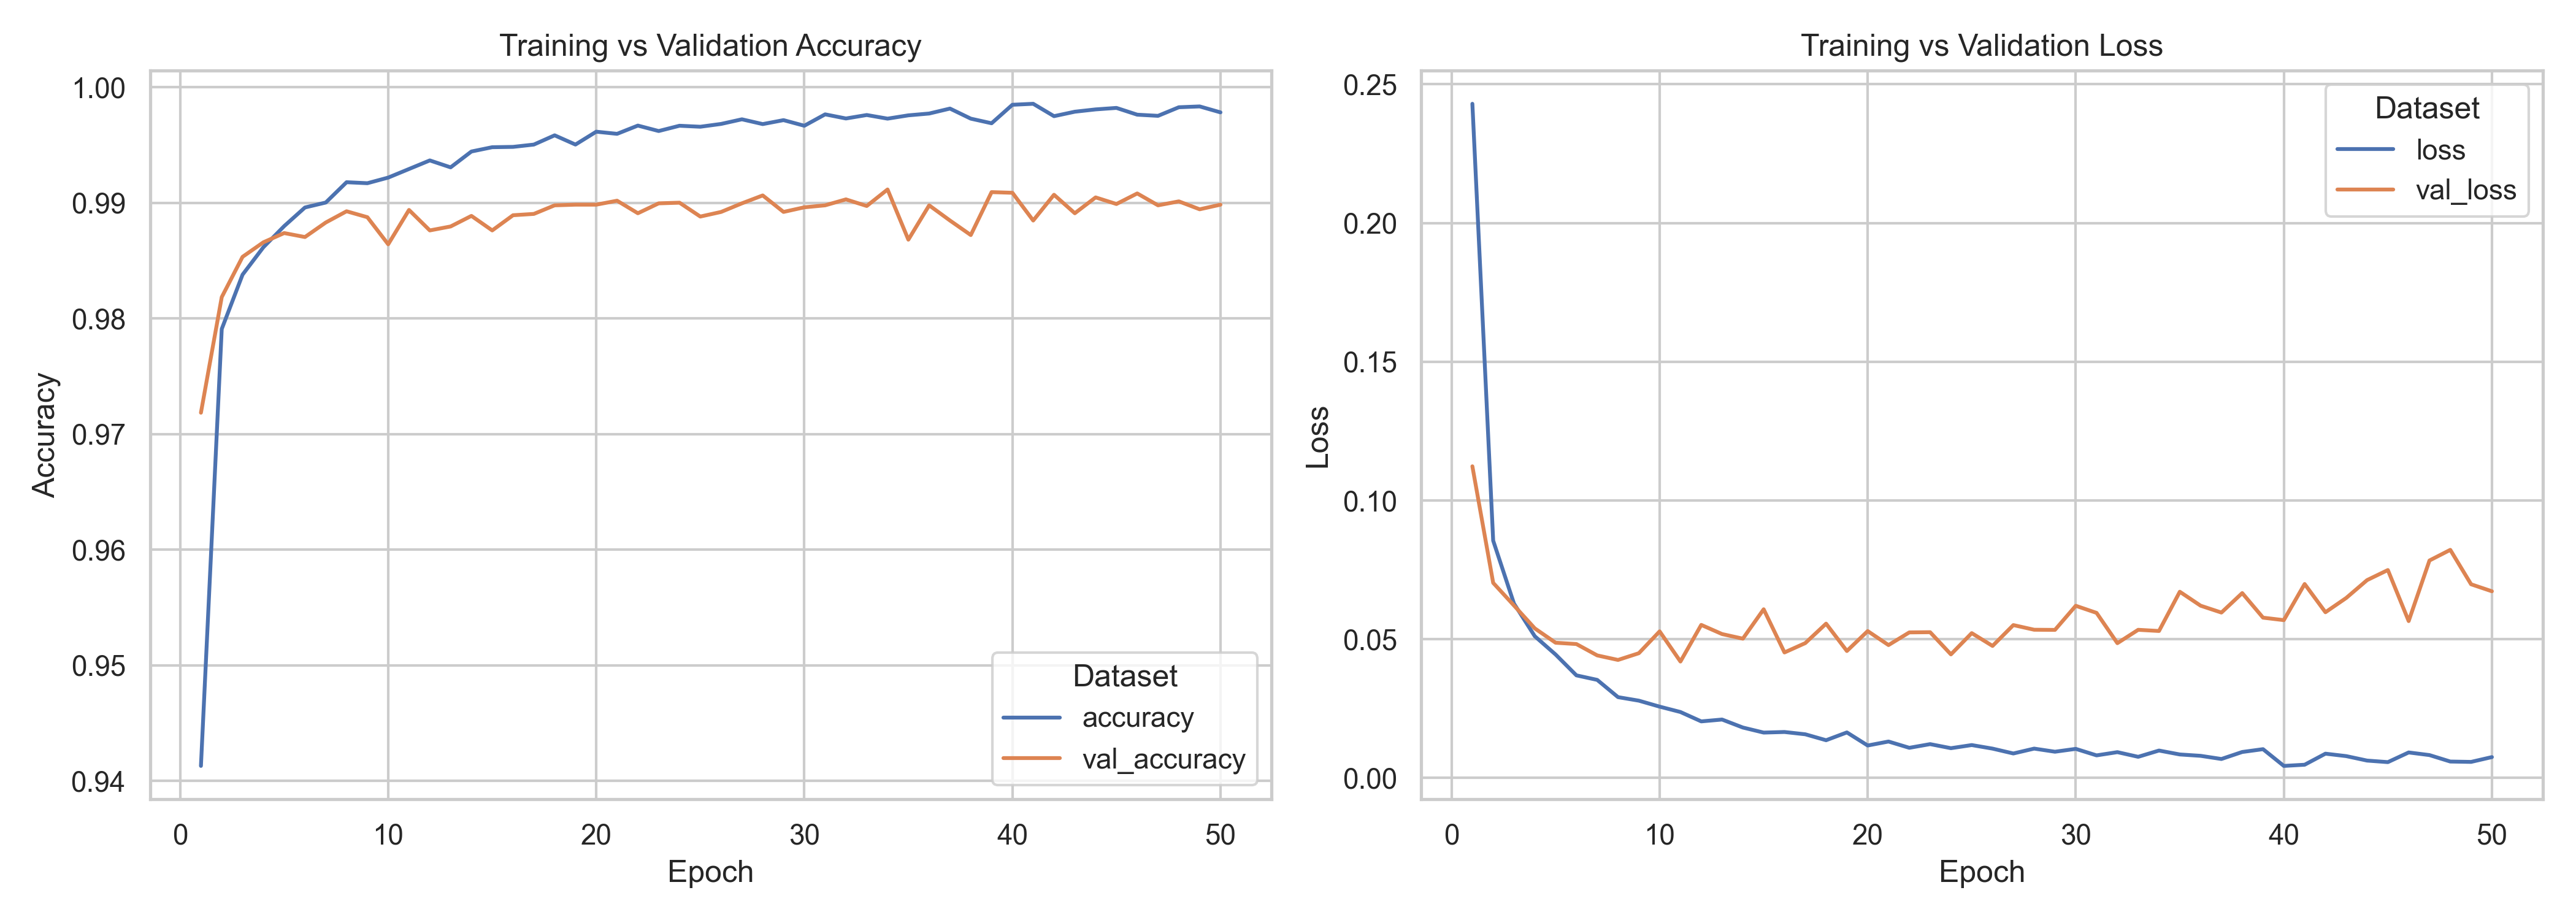 Training vs Validation Accuracy
1.00
0.99
0.98
0.97
0.96
0.95
0.94
Accuracy
0 10 20 30 40 50
Epoch
Dataset
accuracy
val_accuracy
Training vs Validation Loss
0.25
0.20
0.15
0.10
0.05
0.00
Loss
0 10 20 30 40 50
Epoch
Dataset
loss
val_loss